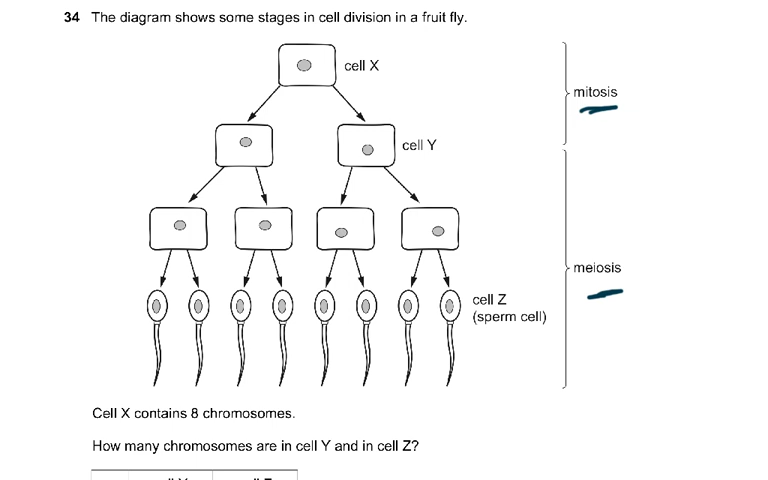 34 The diagram shows some stages in cell division in a fruit fly.
cell X
mitosis
cell Y
meiosis
cell Z
(sperm cell)
Cell X contains 8 chromosomes.
How many chromosomes are in cell Y and in cell Z?